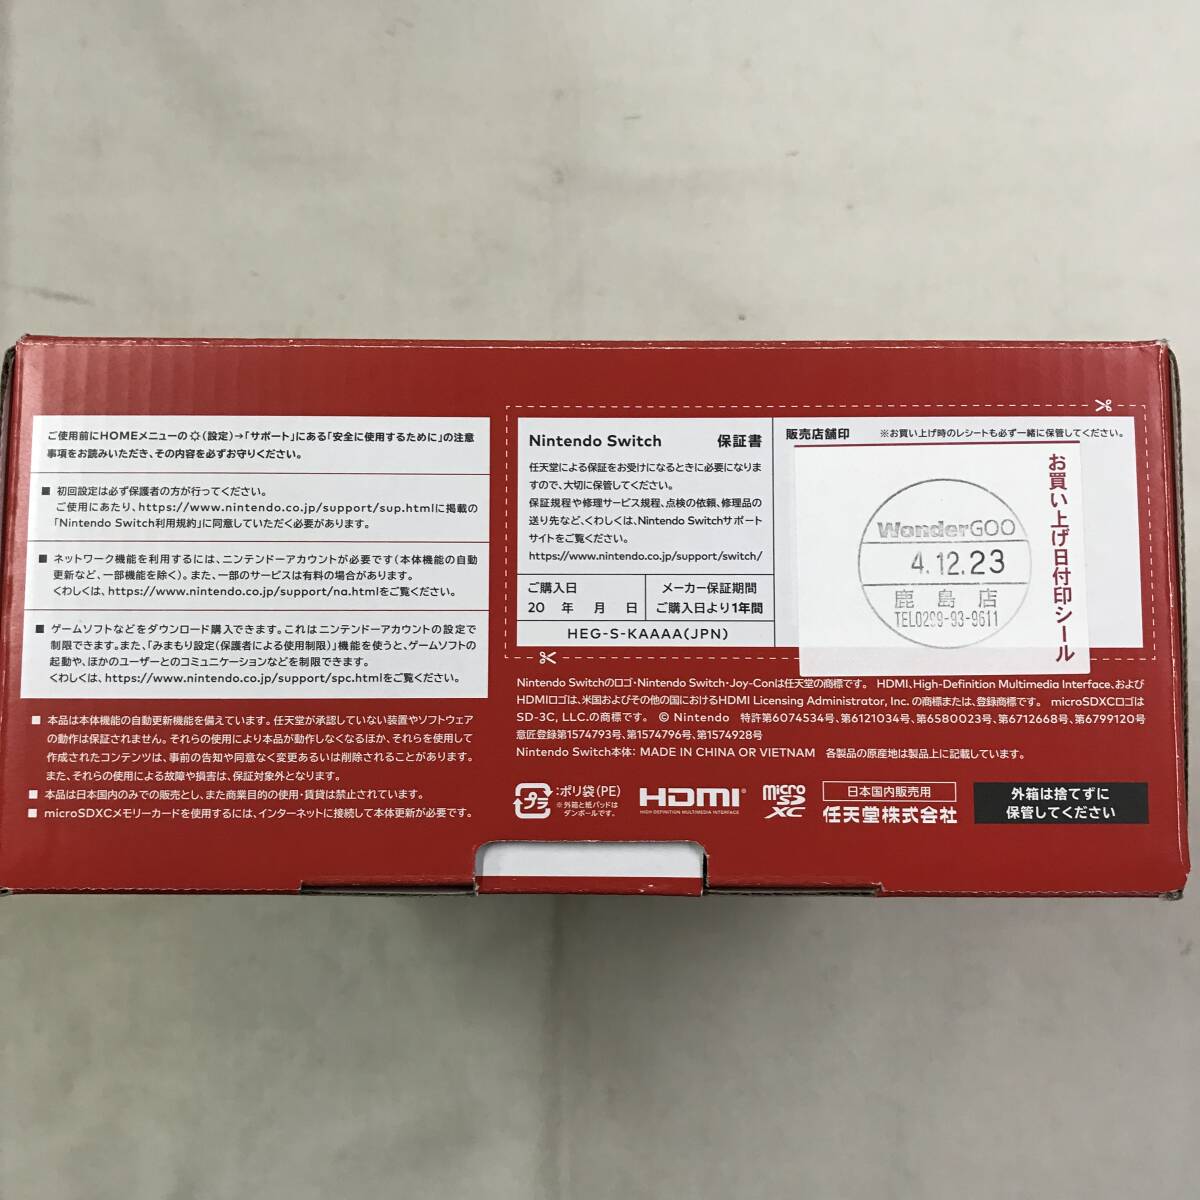 ご使用前にHOMEメニューの(設定)→「サポート」にある「安全に使用するために」の注意
事項をお読みいただき、その内容を必ずお守りください。
■ 初回設定は必ず保護者の方が行ってください。
ご使用にあたり、https://www.nintendo.co.jp/support/sup.htmlに掲載の
「Nintendo Switch利用規約」に同意していただく必要があります。
■ ネットワーク機能を利用するには、ニンテンドーアカウントが必要です(本体機能の自動
更新など、一部機能を除く)。また、一部のサービスは有料の場合があります。
くわしくは、https://www.nintendo.co.jp/support/na.htmlをご覧ください。
■ ゲームソフトなどをダウンロード購入できます。これはニンテンドーアカウントの設定で
制限できます。また、「みまもり設定(保護者による使用制限)」機能を使うと、ゲームソフトの
起動や、ほかのユーザーとのコミュニケーションなどを制限できます。
くわしくは、https://www.nintendo.co.jp/support/spc.htmlをご覧ください。
■ 本品は本体機能の自動更新機能を備えています。任天堂が承認していない装置やソフトウェア
の動作は保証されません。それらの使用により本品が動作しなくなるほか、それらを使用して
作成されたコンテンツは、事前の告知や同意なく変更あるいは削除されることがあります。
また、それらの使用による故障や損害は、保証対象外となります。
■ 本品は日本国内のみでの販売とし、また商業目的の使用・賃貸は禁止されています。
■ microSDXCメモリーカードを使用するには、インターネットに接続して本体更新が必要です。
Nintendo Switch 保証書
任天堂による保証をお受けになるときに必要になりま
すので、大切に保管してください。
保証規程や修理サービス規程、点検の依頼、修理品の
送り先など、くわしくは、Nintendo Switchサポート
サイトをご覧ください。
https://www.nintendo.co.jp/support/switch/
ご購入日
20 年 月 日
メーカー保証期間
ご購入日より1年間
HEG-S-KAAAA(JPN)
販売店舗印 ※お買い上げ時のレシートも必ず一緒に保管してください。
WonderGOO
4.12.23
鹿島店
TEL0299-93-9611
お買い上げ日付印シール
Nintendo Switchのロゴ・Nintendo Switch・Joy-Conは任天堂の商標です。 HDMI、High-Definition Multimedia Interface、および
HDMIロゴは、米国およびその他の国におけるHDMI Licensing Administrator, Inc. の商標または、登録商標です。 microSDXCロゴは
SD-3C, LLC.の商標です。 © Nintendo 特許第6074534号、第6121034号、第6580023号、第6712668号、第6799120号
意匠登録第1574793号、第1574796号、第1574928号
Nintendo Switch本体: MADE IN CHINA OR VIETNAM 各製品の原産地は製品上に記載しています。
プラ
:ポリ袋(PE)
※外箱と紙パッドは
ダンボールです。
HDMI®
HIGH-DEFINITION MULTIMEDIA INTERFACE
micro
SD
XC
日本国内販売用
任天堂株式会社
外箱は捨てずに
保管してください